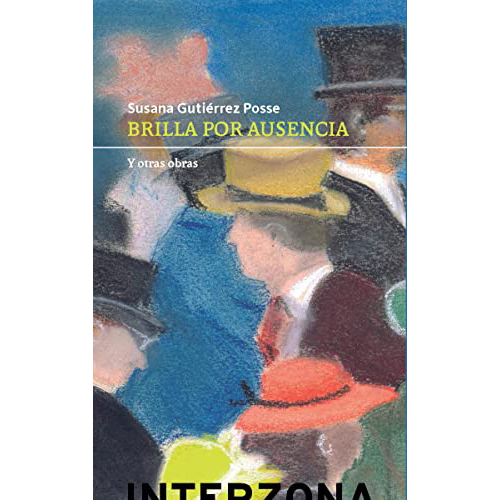 Susana Gutiérrez Posse
BRILLA POR AUSENCIA
Y otras obras
INTERZONA